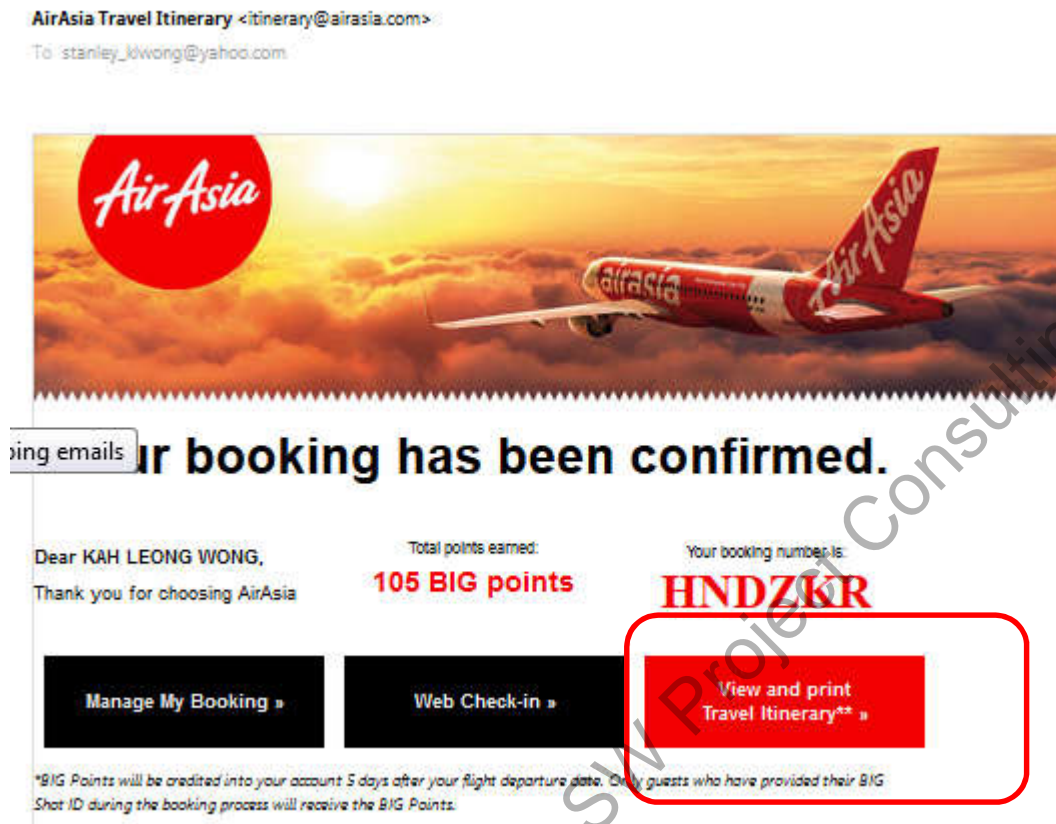 AirAsia Travel Itinerary <itinerary@airasia.com>
To stanley_klwong@yahoo.com
AirAsia
airasia
AirAsia
ping emails
ur booking has been confirmed.
Dear KAH LEONG WONG,
Thank you for choosing AirAsia
Total points earned:
105 BIG points
Your booking number is:
HNDZKR
Manage My Booking »
Web Check-in »
View and print
Travel Itinerary** »
*BIG Points will be credited into your account 5 days after your flight departure date. Only guests who have provided their BIG
Shot ID during the booking process will receive the BIG Points.
SW Project Consultin